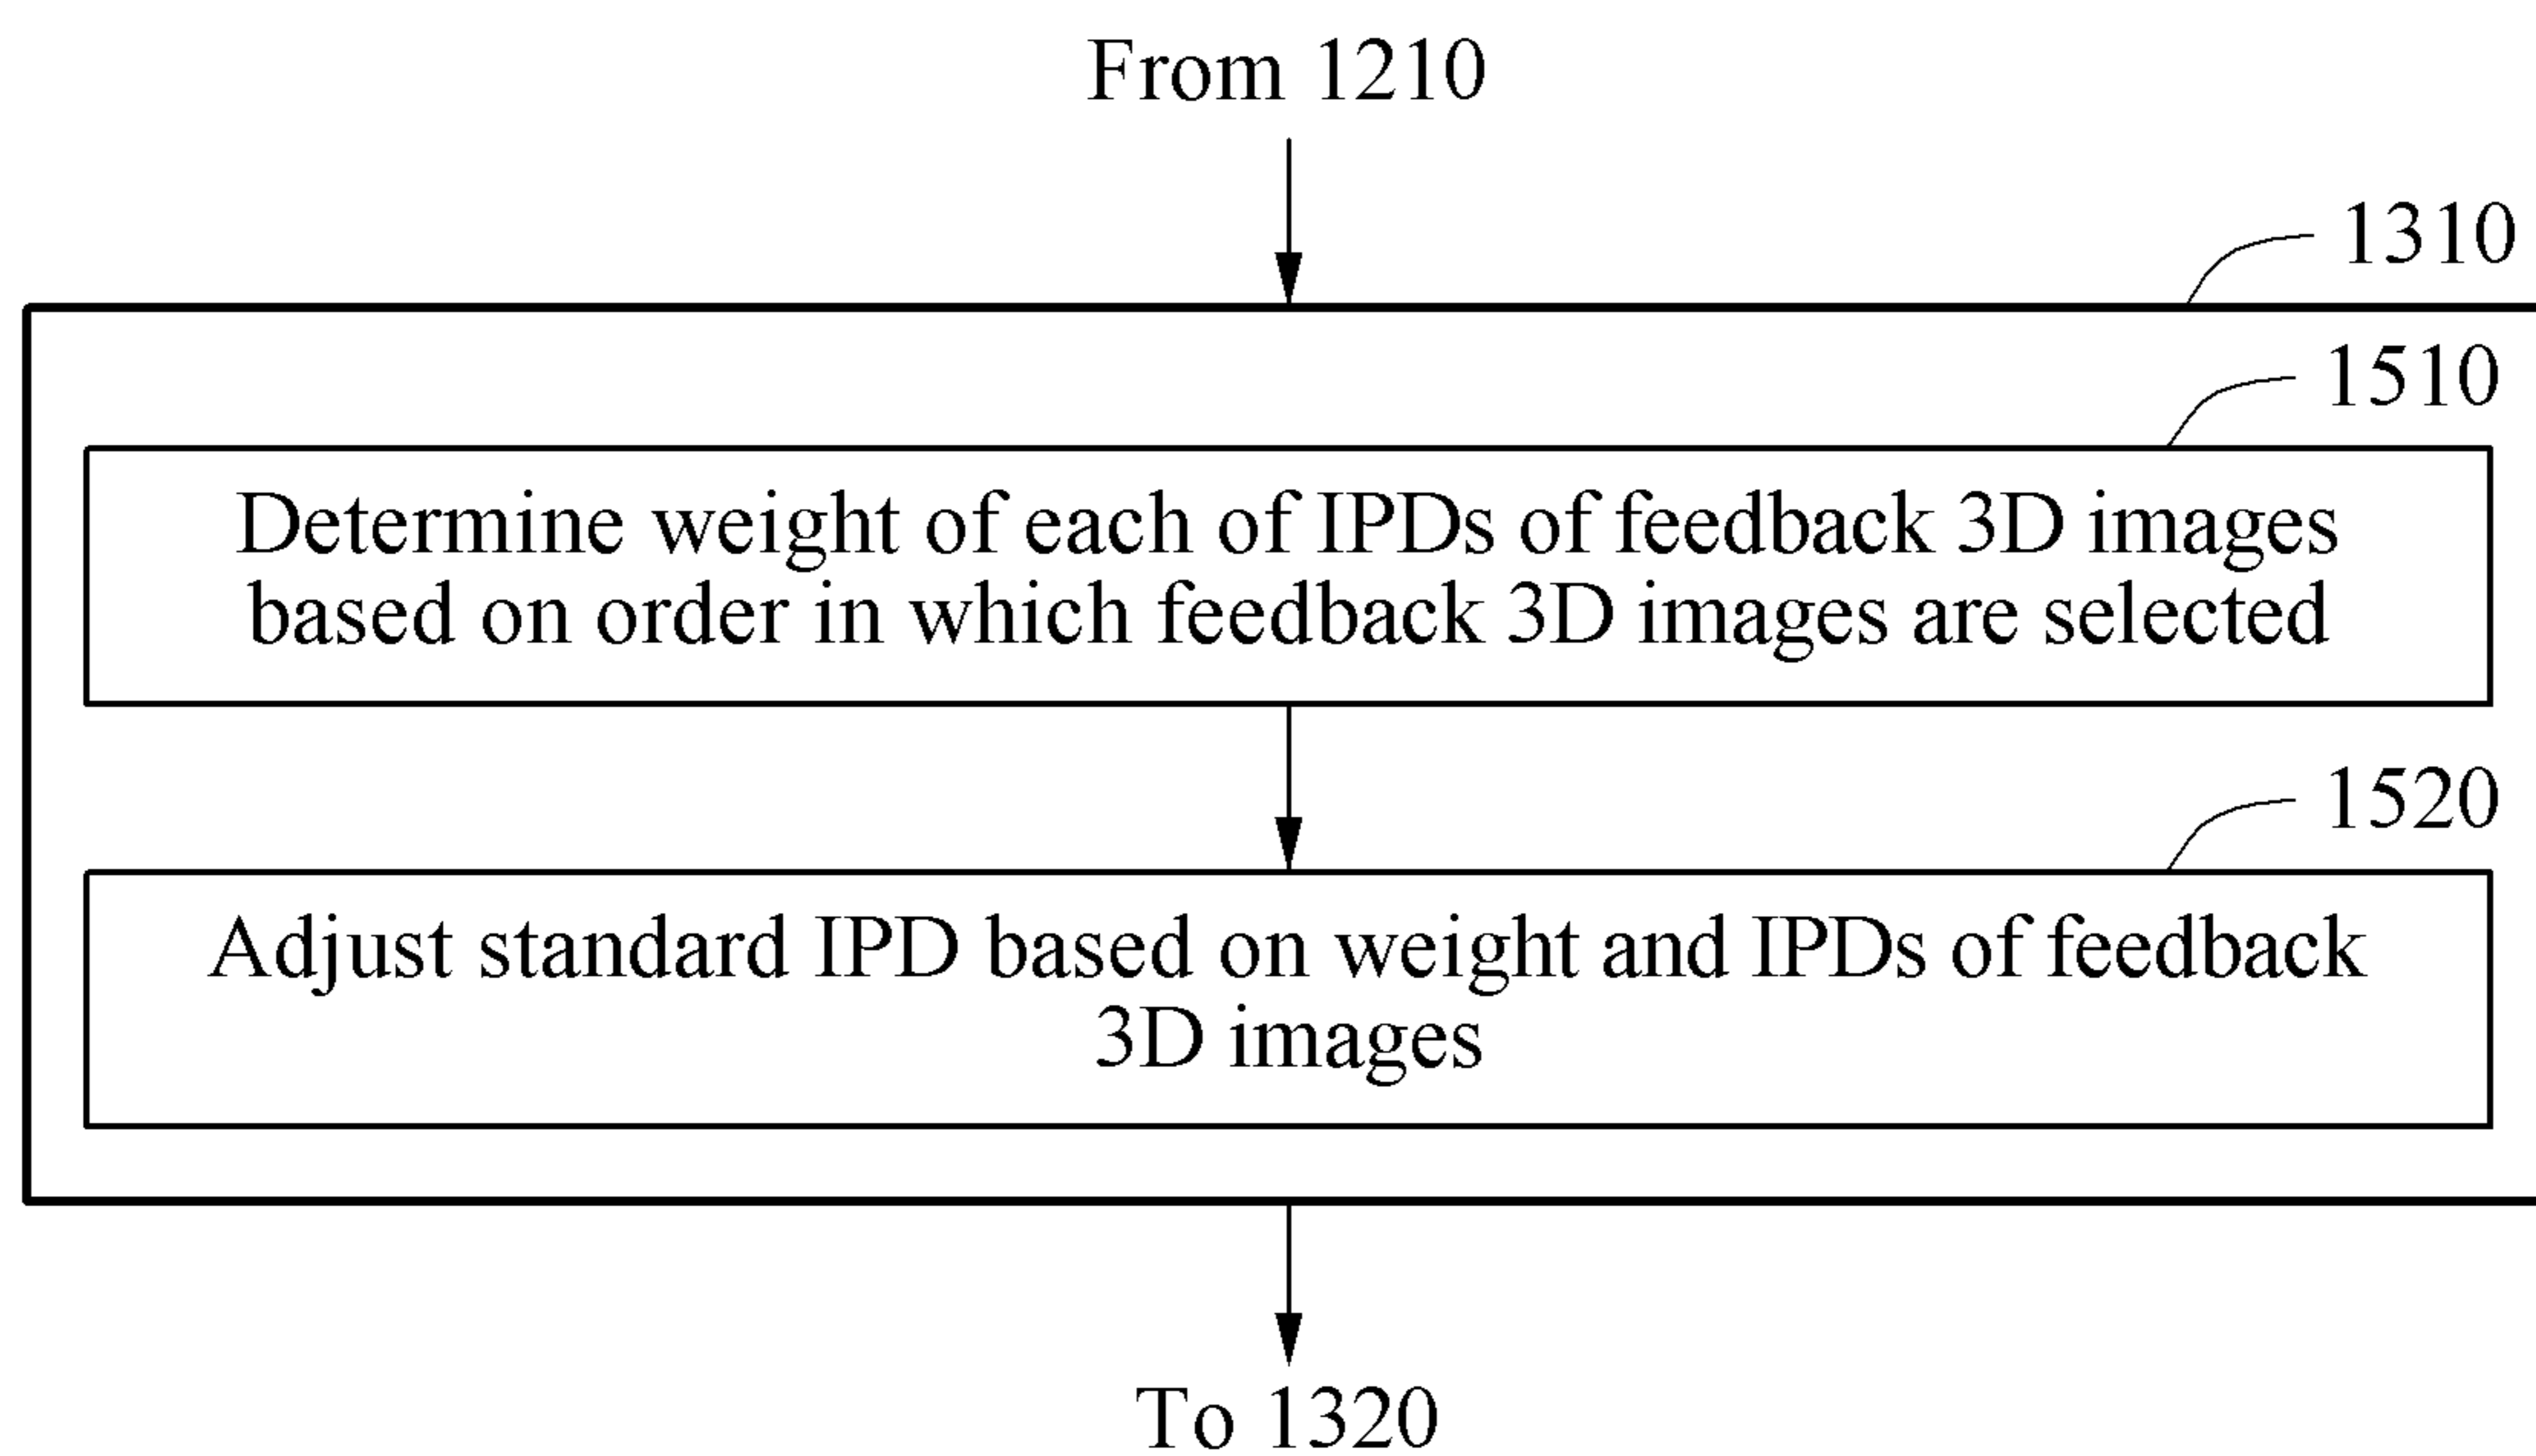 From 1210
1310
1510
Determine weight of each of IPDs of feedback 3D images
based on order in which feedback 3D images are selected
1520
Adjust standard IPD based on weight and IPDs of feedback
3D images
To 1320